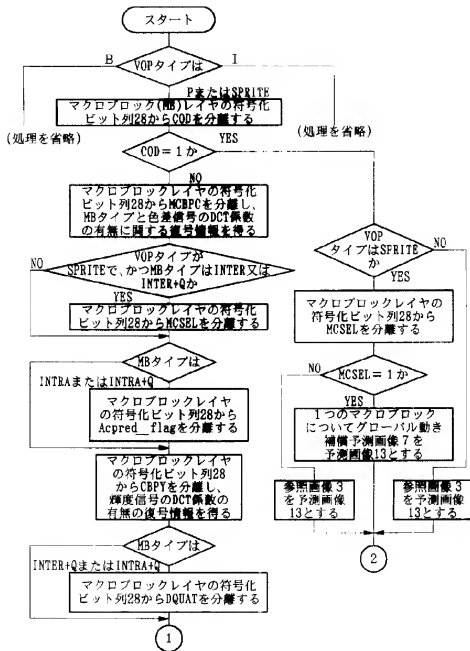 スタート
VOPタイプは
B
I
PまたはSPRITE
マクロブロック(MB)レイヤの符号化
ビット列28からCODを分離する
(処理を省略)
(処理を省略)
COD=1か
YES
NO
マクロブロックレイヤの符号化
ビット列28からMCBPCを分離し、
MBタイプと色差信号のDCT係数
の有無に関する復号情報を得る
VOPタイプが
SPRITEで、かつMBタイプはINTER又は
INTER+Qか
NO
YES
マクロブロックレイヤの符号化
ビット列28からMCSELを分離する
MBタイプは
INTRAまたはINTRA+Q
マクロブロックレイヤ
の符号化ビット列28から
Acpred_flagを分離する
マクロブロックレイヤ
の符号化ビット列28
からCBPYを分離し、
輝度信号のDCT係数の
有無の復号情報を得る
MBタイプは
INTER+QまたはINTRA+Q
マクロブロックレイヤの符号化
ビット列28からDQUATを分離する
1
VOP
タイプはSPRITE
か
NO
YES
マクロブロックレイヤの
符号化ビット列28から
MCSELを分離する
NO
MCSEL=1か
YES
1つのマクロブロック
についてグローバル動き
補償予測画像7を
予測画像13とする
参照画像3
を予測画像
13とする
参照画像3
を予測画像
13とする
2